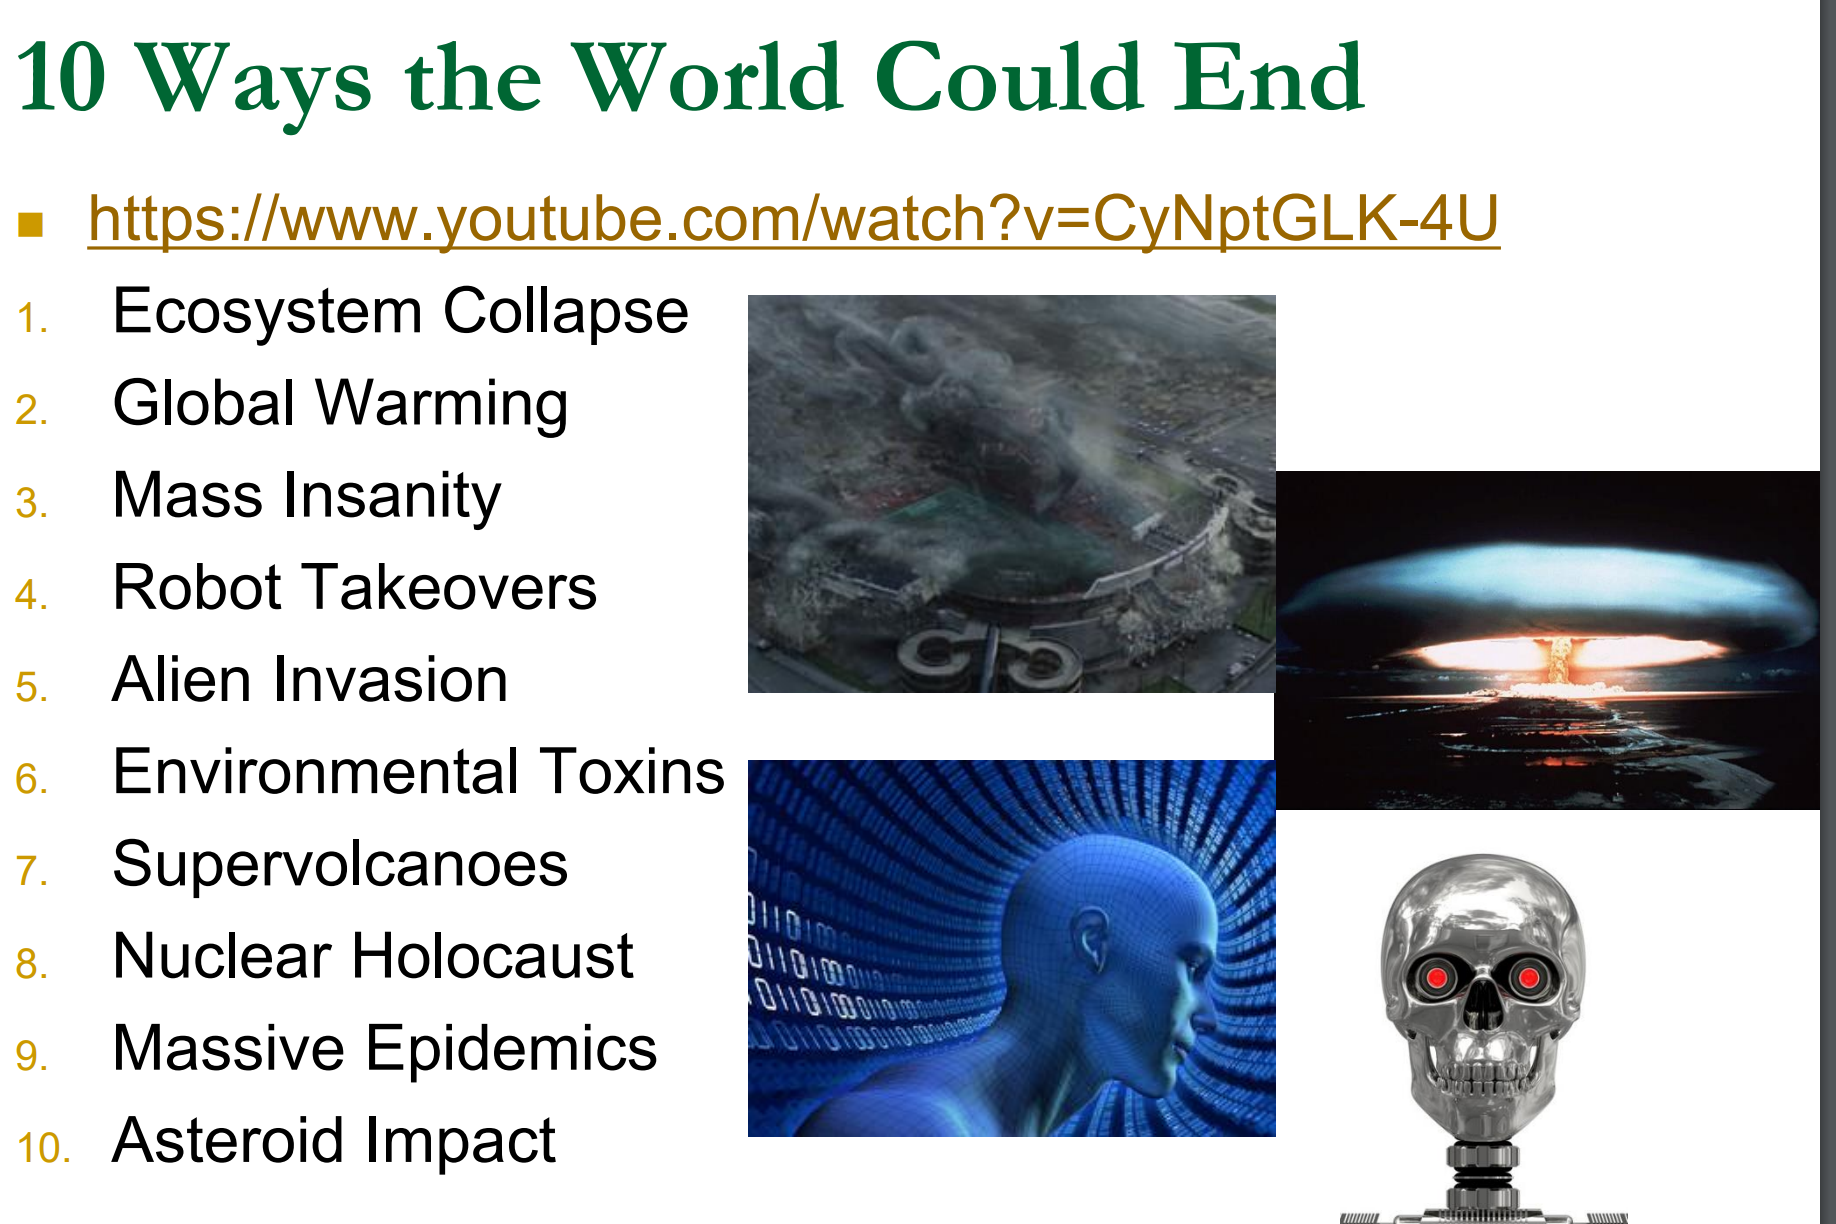 10 Ways the World Could End
■ https://www.youtube.com/watch?v=CyNptGLK-4U
1. Ecosystem Collapse
2. Global Warming
3. Mass Insanity
4. Robot Takeovers
5. Alien Invasion
6. Environmental Toxins
7. Supervolcanoes
8. Nuclear Holocaust
9. Massive Epidemics
10. Asteroid Impact